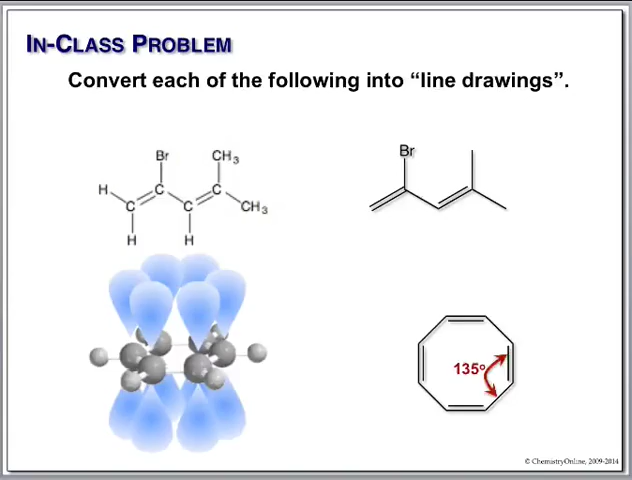 IN-CLASS PROBLEM
Convert each of the following into “line drawings”.
Br
CH₃
H
C
C
C
C
CH₃
H
H
Br
135°
© ChemistryOnline, 2009-2014